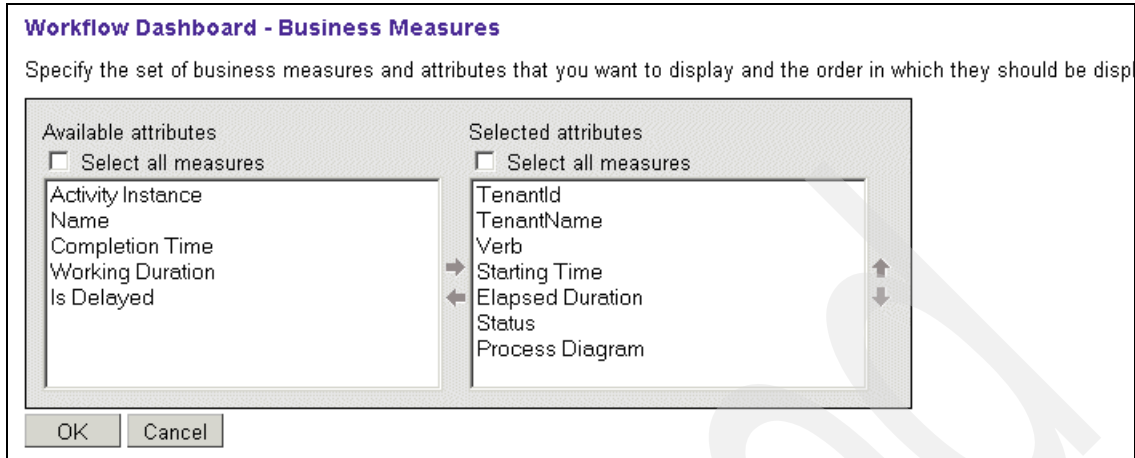 Workflow Dashboard - Business Measures
Specify the set of business measures and attributes that you want to display and the order in which they should be displ
Available attributes
Select all measures
Activity Instance
Name
Completion Time
Working Duration
Is Delayed
Selected attributes
Select all measures
TenantId
TenantName
Verb
Starting Time
Elapsed Duration
Status
Process Diagram
OK
Cancel